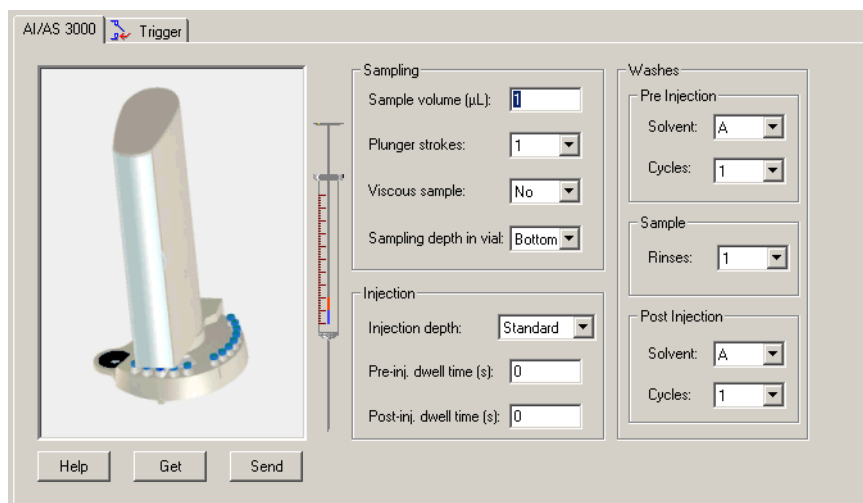 AI/AS 3000
Trigger
Sampling
Sample volume (µL): 1
Plunger strokes: 1
Viscous sample: No
Sampling depth in vial: Bottom
Injection
Injection depth: Standard
Pre-inj. dwell time (s): 0
Post-inj. dwell time (s): 0
Washes
Pre Injection
Solvent: A
Cycles: 1
Sample
Rinses: 1
Post Injection
Solvent: A
Cycles: 1
Help
Get
Send